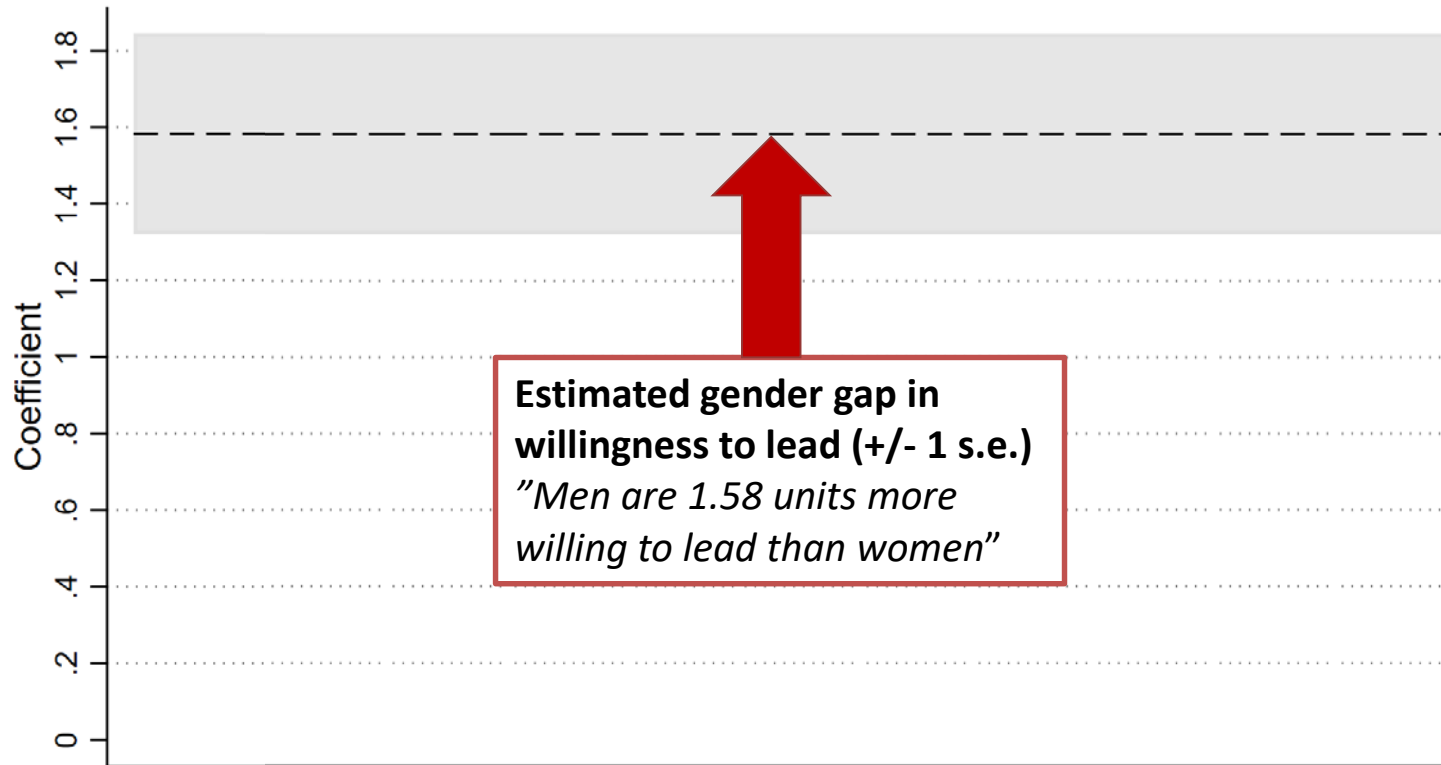 1.8
1.6
1.4
1.2
1
.8
.6
.4
.2
0
Coefficient
Estimated gender gap in
willingness to lead (+/- 1 s.e.)
”Men are 1.58 units more
willing to lead than women”